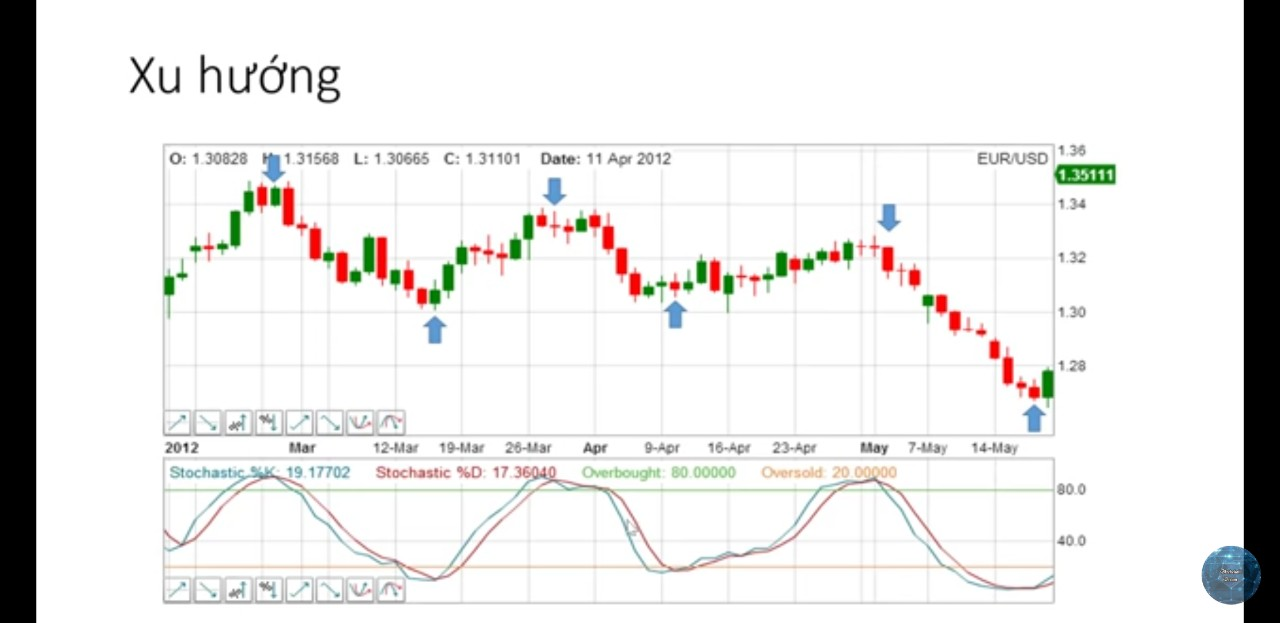 Xu hướng
O: 1.30828 H: 1.31568 L: 1.30665 C: 1.31101 Date: 11 Apr 2012 EUR/USD
1.36
1.35111
1.34
1.32
1.30
1.28
2012 Mar 12-Mar 19-Mar 26-Mar Apr 9-Apr 16-Apr 23-Apr May 7-May 14-May
Stochastic %K: 19.17702 Stochastic %D: 17.36040 Overbought: 80.00000 Oversold: 20.00000
80.0
40.0